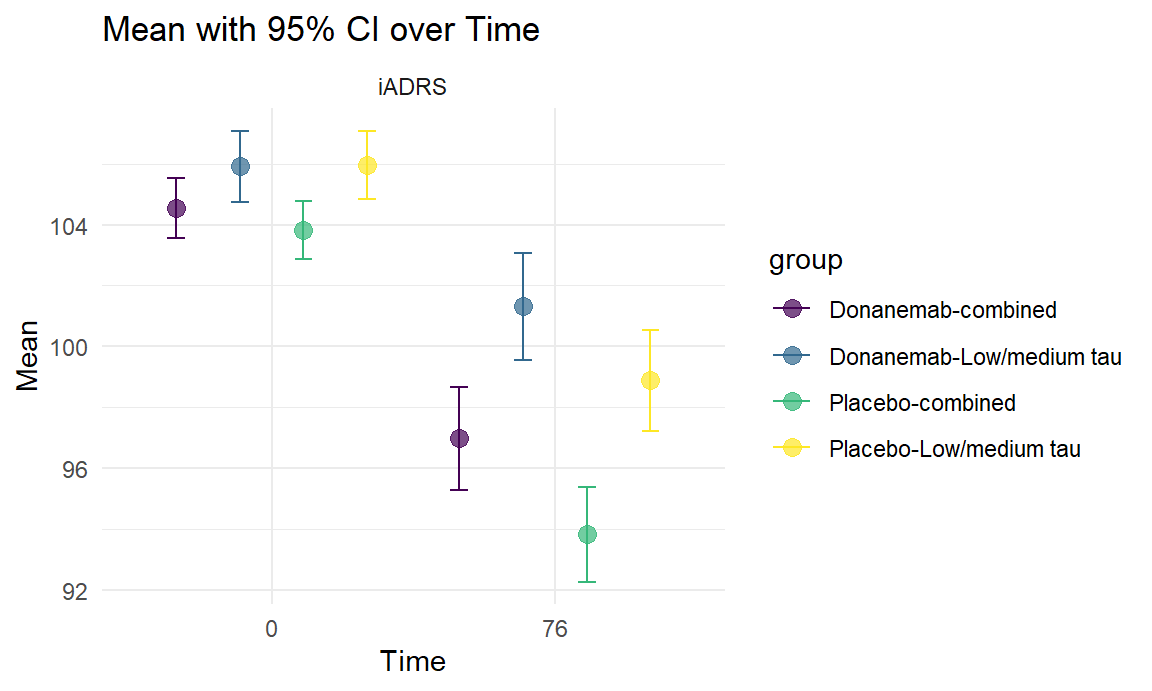 Mean with 95% CI over Time
iADRS
Mean
104
100
96
92
0
76
Time
group
Donanemab-combined
Donanemab-Low/medium tau
Placebo-combined
Placebo-Low/medium tau